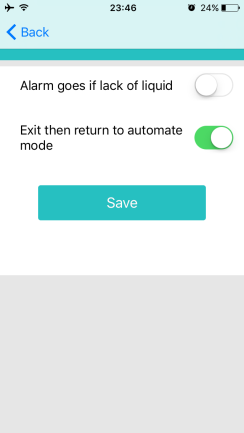 23:46
24%
Back
Alarm goes if lack of liquid
Exit then return to automate
mode
Save